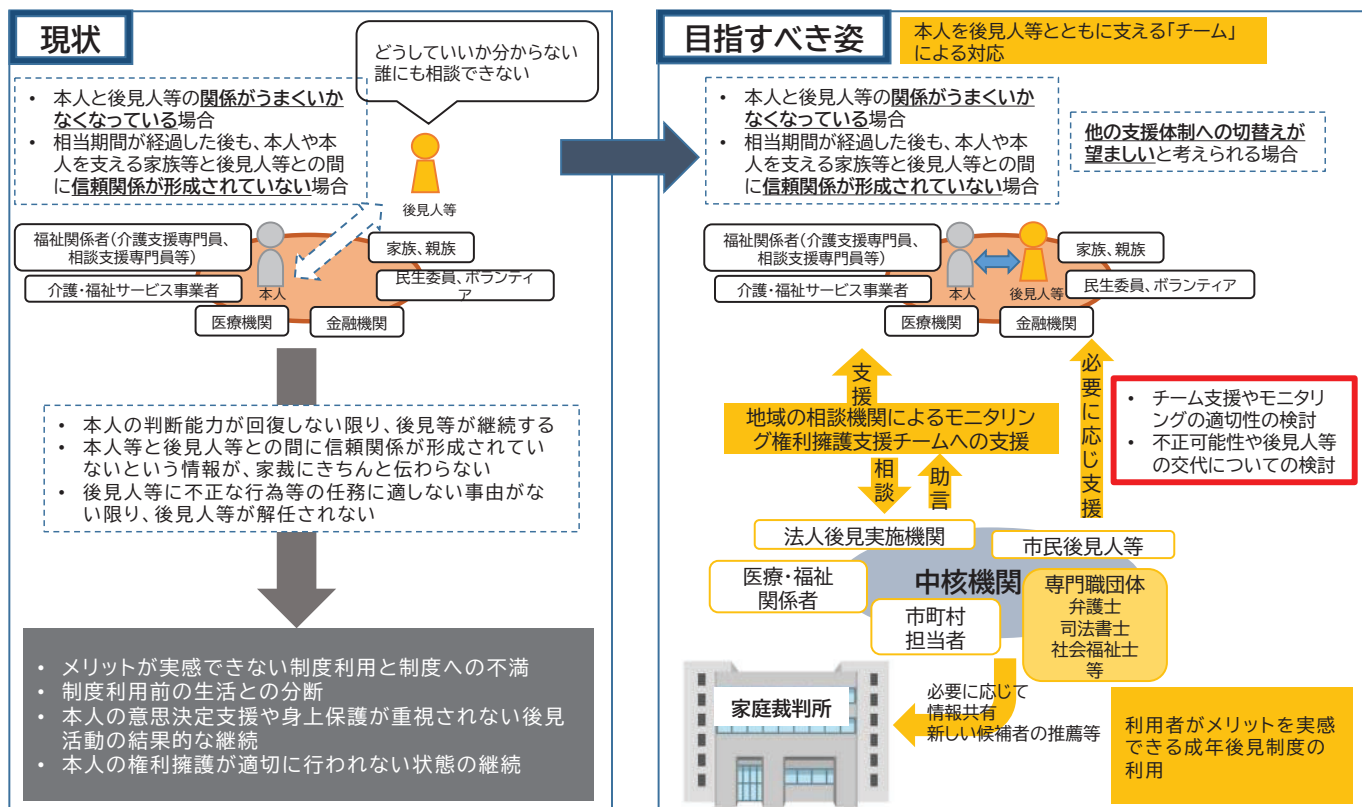 現状
どうしていいか分からない
誰にも相談できない
・ 本人と後見人等の関係がうまくいか
なくなっている場合
・ 相当期間が経過した後も、本人や本
人を支える家族等と後見人等との間
に信頼関係が形成されていない場合
後見人等
福祉関係者(介護支援専門員、
相談支援専門員等)
家族、親族
介護・福祉サービス事業者
本人
民生委員、ボランティ
ア
医療機関
金融機関
・ 本人の判断能力が回復しない限り、後見等が継続する
・ 本人等と後見人等との間に信頼関係が形成されてい
ないという情報が、家裁にきちんと伝わらない
・ 後見人等に不正な行為等の任務に適しない事由がな
い限り、後見人等が解任されない
・ メリットが実感できない制度利用と制度への不満
・ 制度利用前の生活との分断
・ 本人の意思決定支援や身上保護が重視されない後見
活動の結果的な継続
・ 本人の権利擁護が適切に行われない状態の継続
目指すべき姿
本人を後見人等とともに支える「チーム」
による対応
・ 本人と後見人等の関係がうまくいか
なくなっている場合
・ 相当期間が経過した後も、本人や本
人を支える家族等と後見人等との間
に信頼関係が形成されていない場合
他の支援体制への切替えが
望ましいと考えられる場合
福祉関係者(介護支援専門員、
相談支援専門員等)
家族、親族
介護・福祉サービス事業者
本人
後見人等
民生委員、ボランティア
医療機関
金融機関
支援
地域の相談機関によるモニタリン
グ権利擁護支援チームへの支援
相談
助言
必要に応じ支援
・ チーム支援やモニタリ
ングの適切性の検討
・ 不正可能性や後見人等
の交代についての検討
法人後見実施機関
市民後見人等
医療・福祉
関係者
中核機関
市町村
担当者
専門職団体
弁護士
司法書士
社会福祉士
等
家庭裁判所
必要に応じて
情報共有
新しい候補者の推薦等
利用者がメリットを実感
できる成年後見制度の
利用